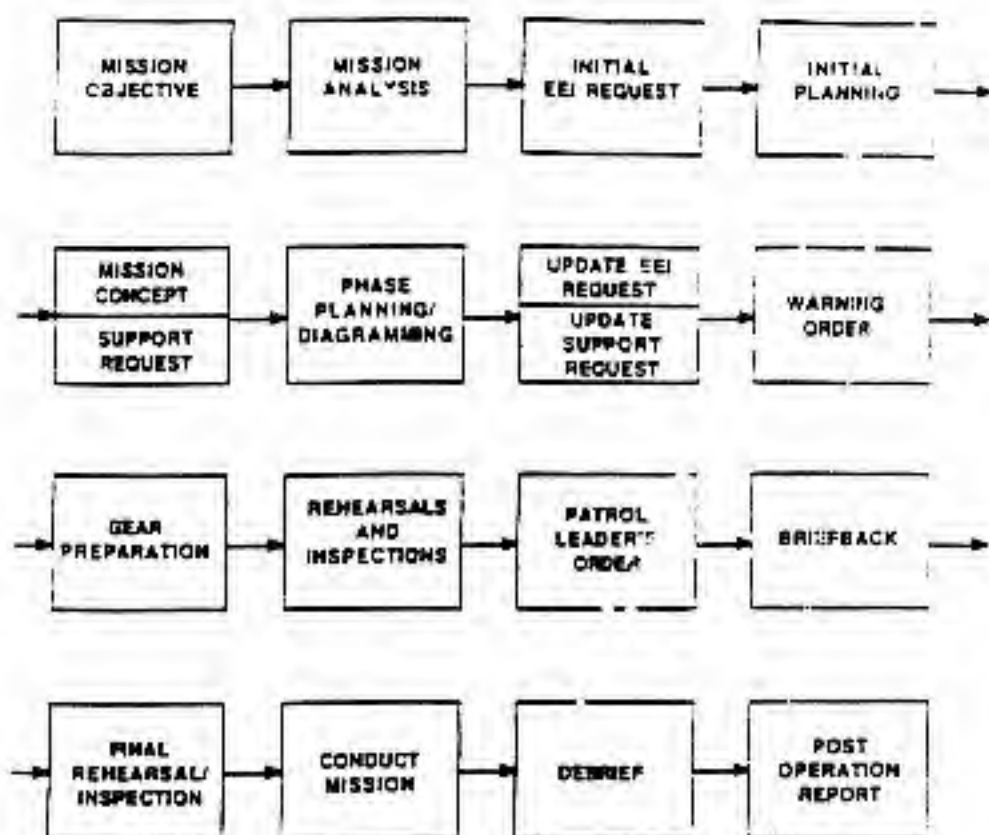 MISSION
OBJECTIVE
MISSION
ANALYSIS
INITIAL
EEI REQUEST
INITIAL
PLANNING
MISSION
CONCEPT
SUPPORT
REQUEST
PHASE
PLANNING/
DIAGRAMMING
UPDATE EEI
REQUEST
UPDATE
SUPPORT
REQUEST
WARNING
ORDER
GEAR
PREPARATION
REHEARSALS
AND
INSPECTIONS
PATROL
LEADER'S
ORDER
BRIEFBACK
FINAL
REHEARSAL/
INSPECTION
CONDUCT
MISSION
DEBRIEF
POST
OPERATION
REPORT